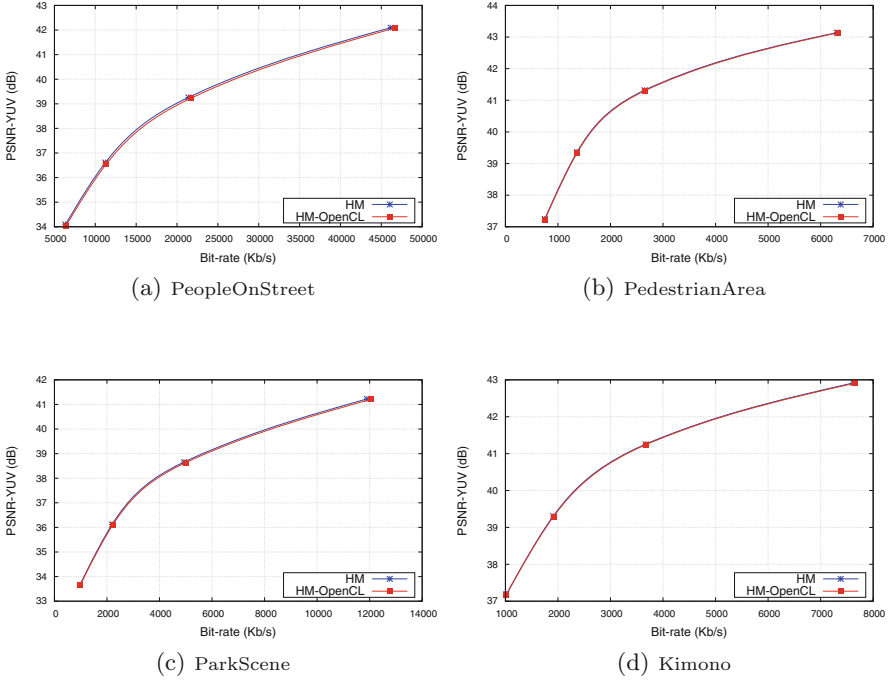 PSNR-YUV (dB)
42
41
40
39
38
37
36
35
34
5000 10000 15000 20000 25000 30000 35000 40000 45000 50000
Bit-rate (Kb/s)
HM
HM-OpenCL
(a) PeopleOnStreet
PSNR-YUV (dB)
44
43
42
41
40
39
38
37
0 1000 2000 3000 4000 5000 6000 7000
Bit-rate (Kb/s)
HM
HM-OpenCL
(b) PedestrianArea
PSNR-YUV (dB)
42
41
40
39
38
37
36
35
34
33
0 2000 4000 6000 8000 10000 12000 14000
Bit-rate (Kb/s)
HM
HM-OpenCL
(c) ParkScene
PSNR-YUV (dB)
43
42
41
40
39
38
37
1000 2000 3000 4000 5000 6000 7000 8000
Bit-rate (Kb/s)
HM
HM-OpenCL
(d) Kimono